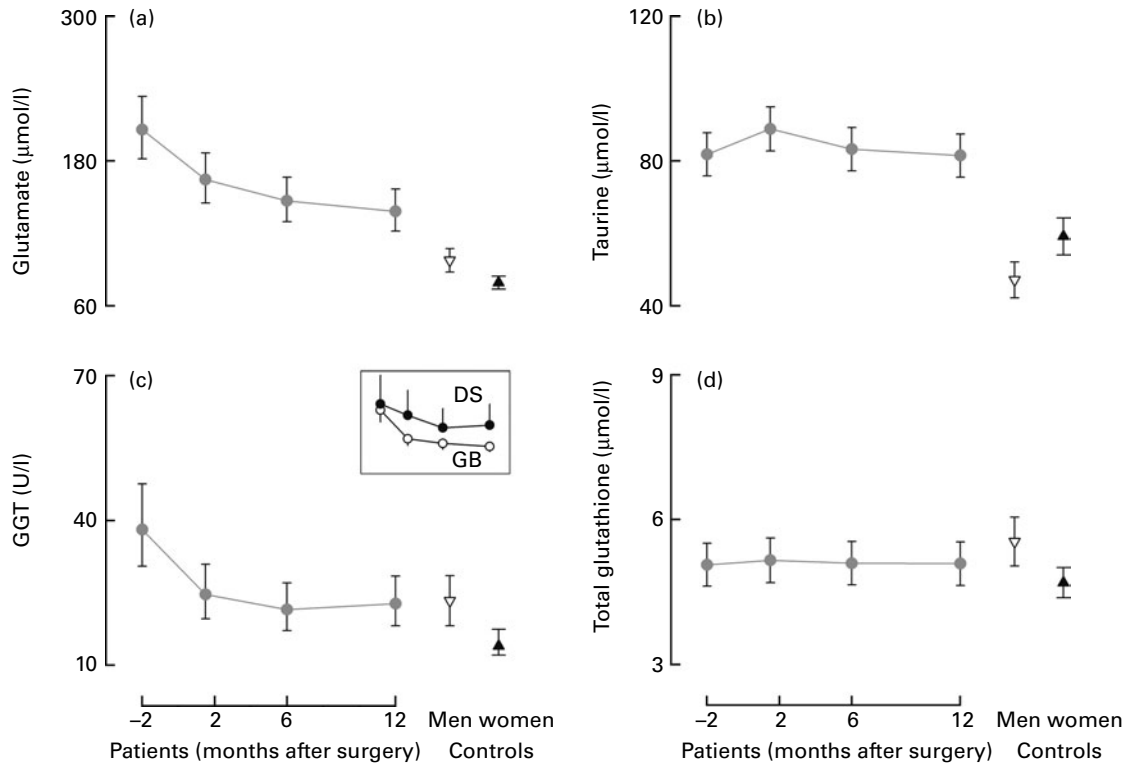 (a)
300
180
60
Glutamate (μmol/l)
(b)
120
80
40
Taurine (μmol/l)
(c)
70
40
10
GGT (U/l)
DS
GB
–2 2 6 12 Men women
Patients (months after surgery) Controls
(d)
9
6
3
Total glutathione (μmol/l)
–2 2 6 12 Men women
Patients (months after surgery) Controls